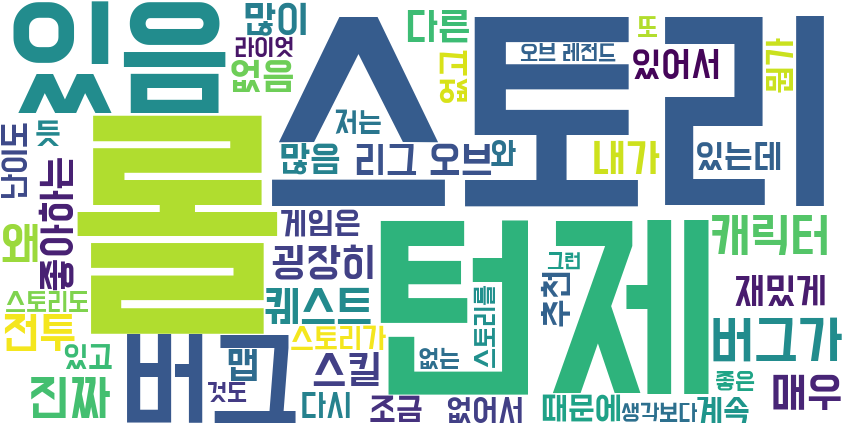 있음
많이
라이엇
없음
다른
없고
스토리
오브 레전드
또
있어서
뭔가
난이도
듯
좋아하는
롤
저는
많음
리그 오브
와
내가
있는데
왜
게임은
굉장히
턴제
그런
추천
캐릭터
재밌게
스토리도
전투
퀘스트
스토리가
스토리를
버그가
있고
진짜
버그
맵
것도
스킬
다시
조금
없는
없어서
때문에
생각보다
계속
좋은
매우